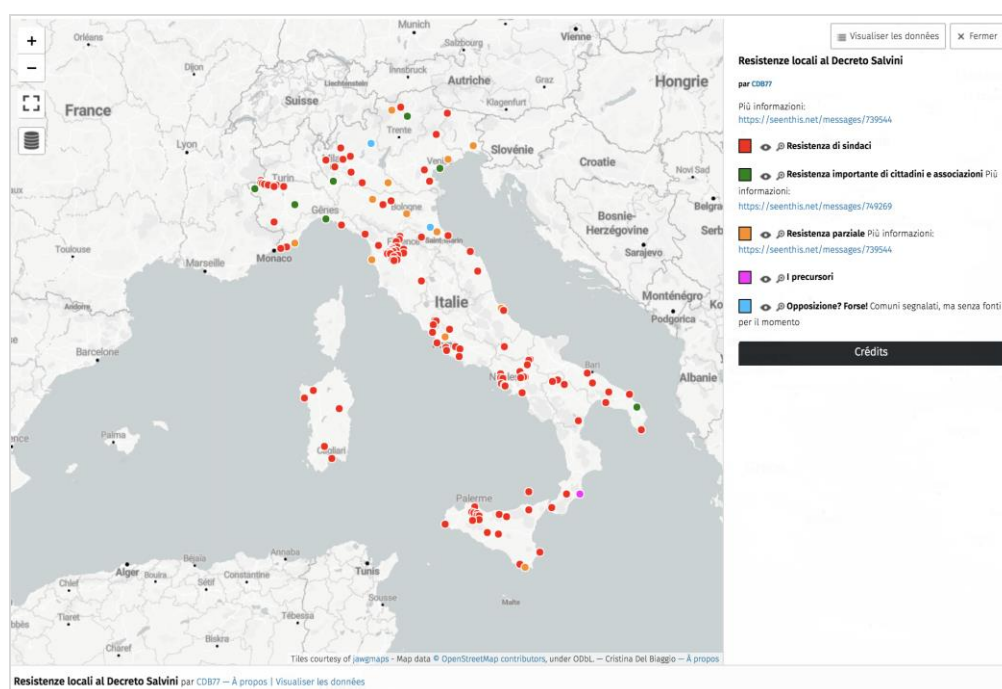 Munich
Orléans
Vienne
Salzbourg
Dijon
Innsbruck
Liechtenstein
Autriche
Graz
Hongrie
Suisse
Klagenfurt
France
Trente
Lyon
Slovénie
Croatie
Novi Sad
Turin
Bologne
Belgra
Gênes
Bosnie-
Herzégovine
Serb
Toulouse
Monaco
Marseille
Sarajevo
Andorre
Italie
Monténégro
Ko
Podgorica
Barcelone
Bari
Albanie
Palma
Cagliari
Palerme
Annaba
Béjaïa
Alger
Bouira
Sétif
Constantine
Tunis
Chlef
Sousse
Malte
Tiaret
Tébessa
Biskra
Charef
Tiles courtesy of jawgmaps - Map data © OpenStreetMap contributors, under ODbL. — Cristina Del Biaggio — À propos
Visualiser les données
Fermer
Resistenze locali al Decreto Salvini
par CDB77
Più informazioni:
https://seenthis.net/messages/739544
Resistenza di sindaci
Resistenza importante di cittadini e associazioni Più
informazioni:
https://seenthis.net/messages/749269
Resistenza parziale Più informazioni:
https://seenthis.net/messages/739544
I precursori
Opposizione? Forse! Comuni segnalati, ma senza fonti
per il momento
Crédits
Resistenze locali al Decreto Salvini par CDB77 — À propos | Visualiser les données